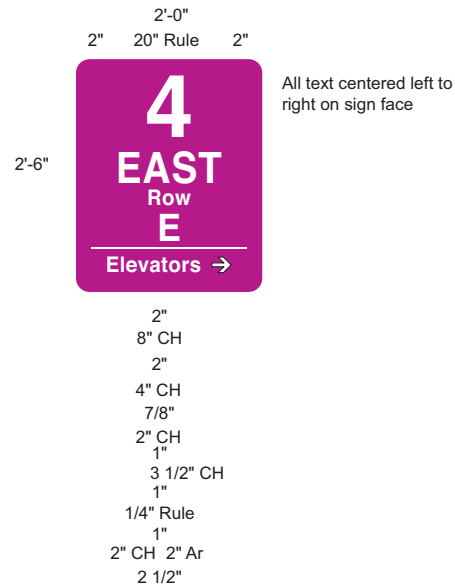 2'-0"
2" 20" Rule 2"
4
EAST
Row
E
Elevators →
All text centered left to
right on sign face
2'-6"
2"
8" CH
2"
4" CH
7/8"
2" CH
1"
3 1/2" CH
1"
1/4" Rule
1"
2" CH 2" Ar
2 1/2"